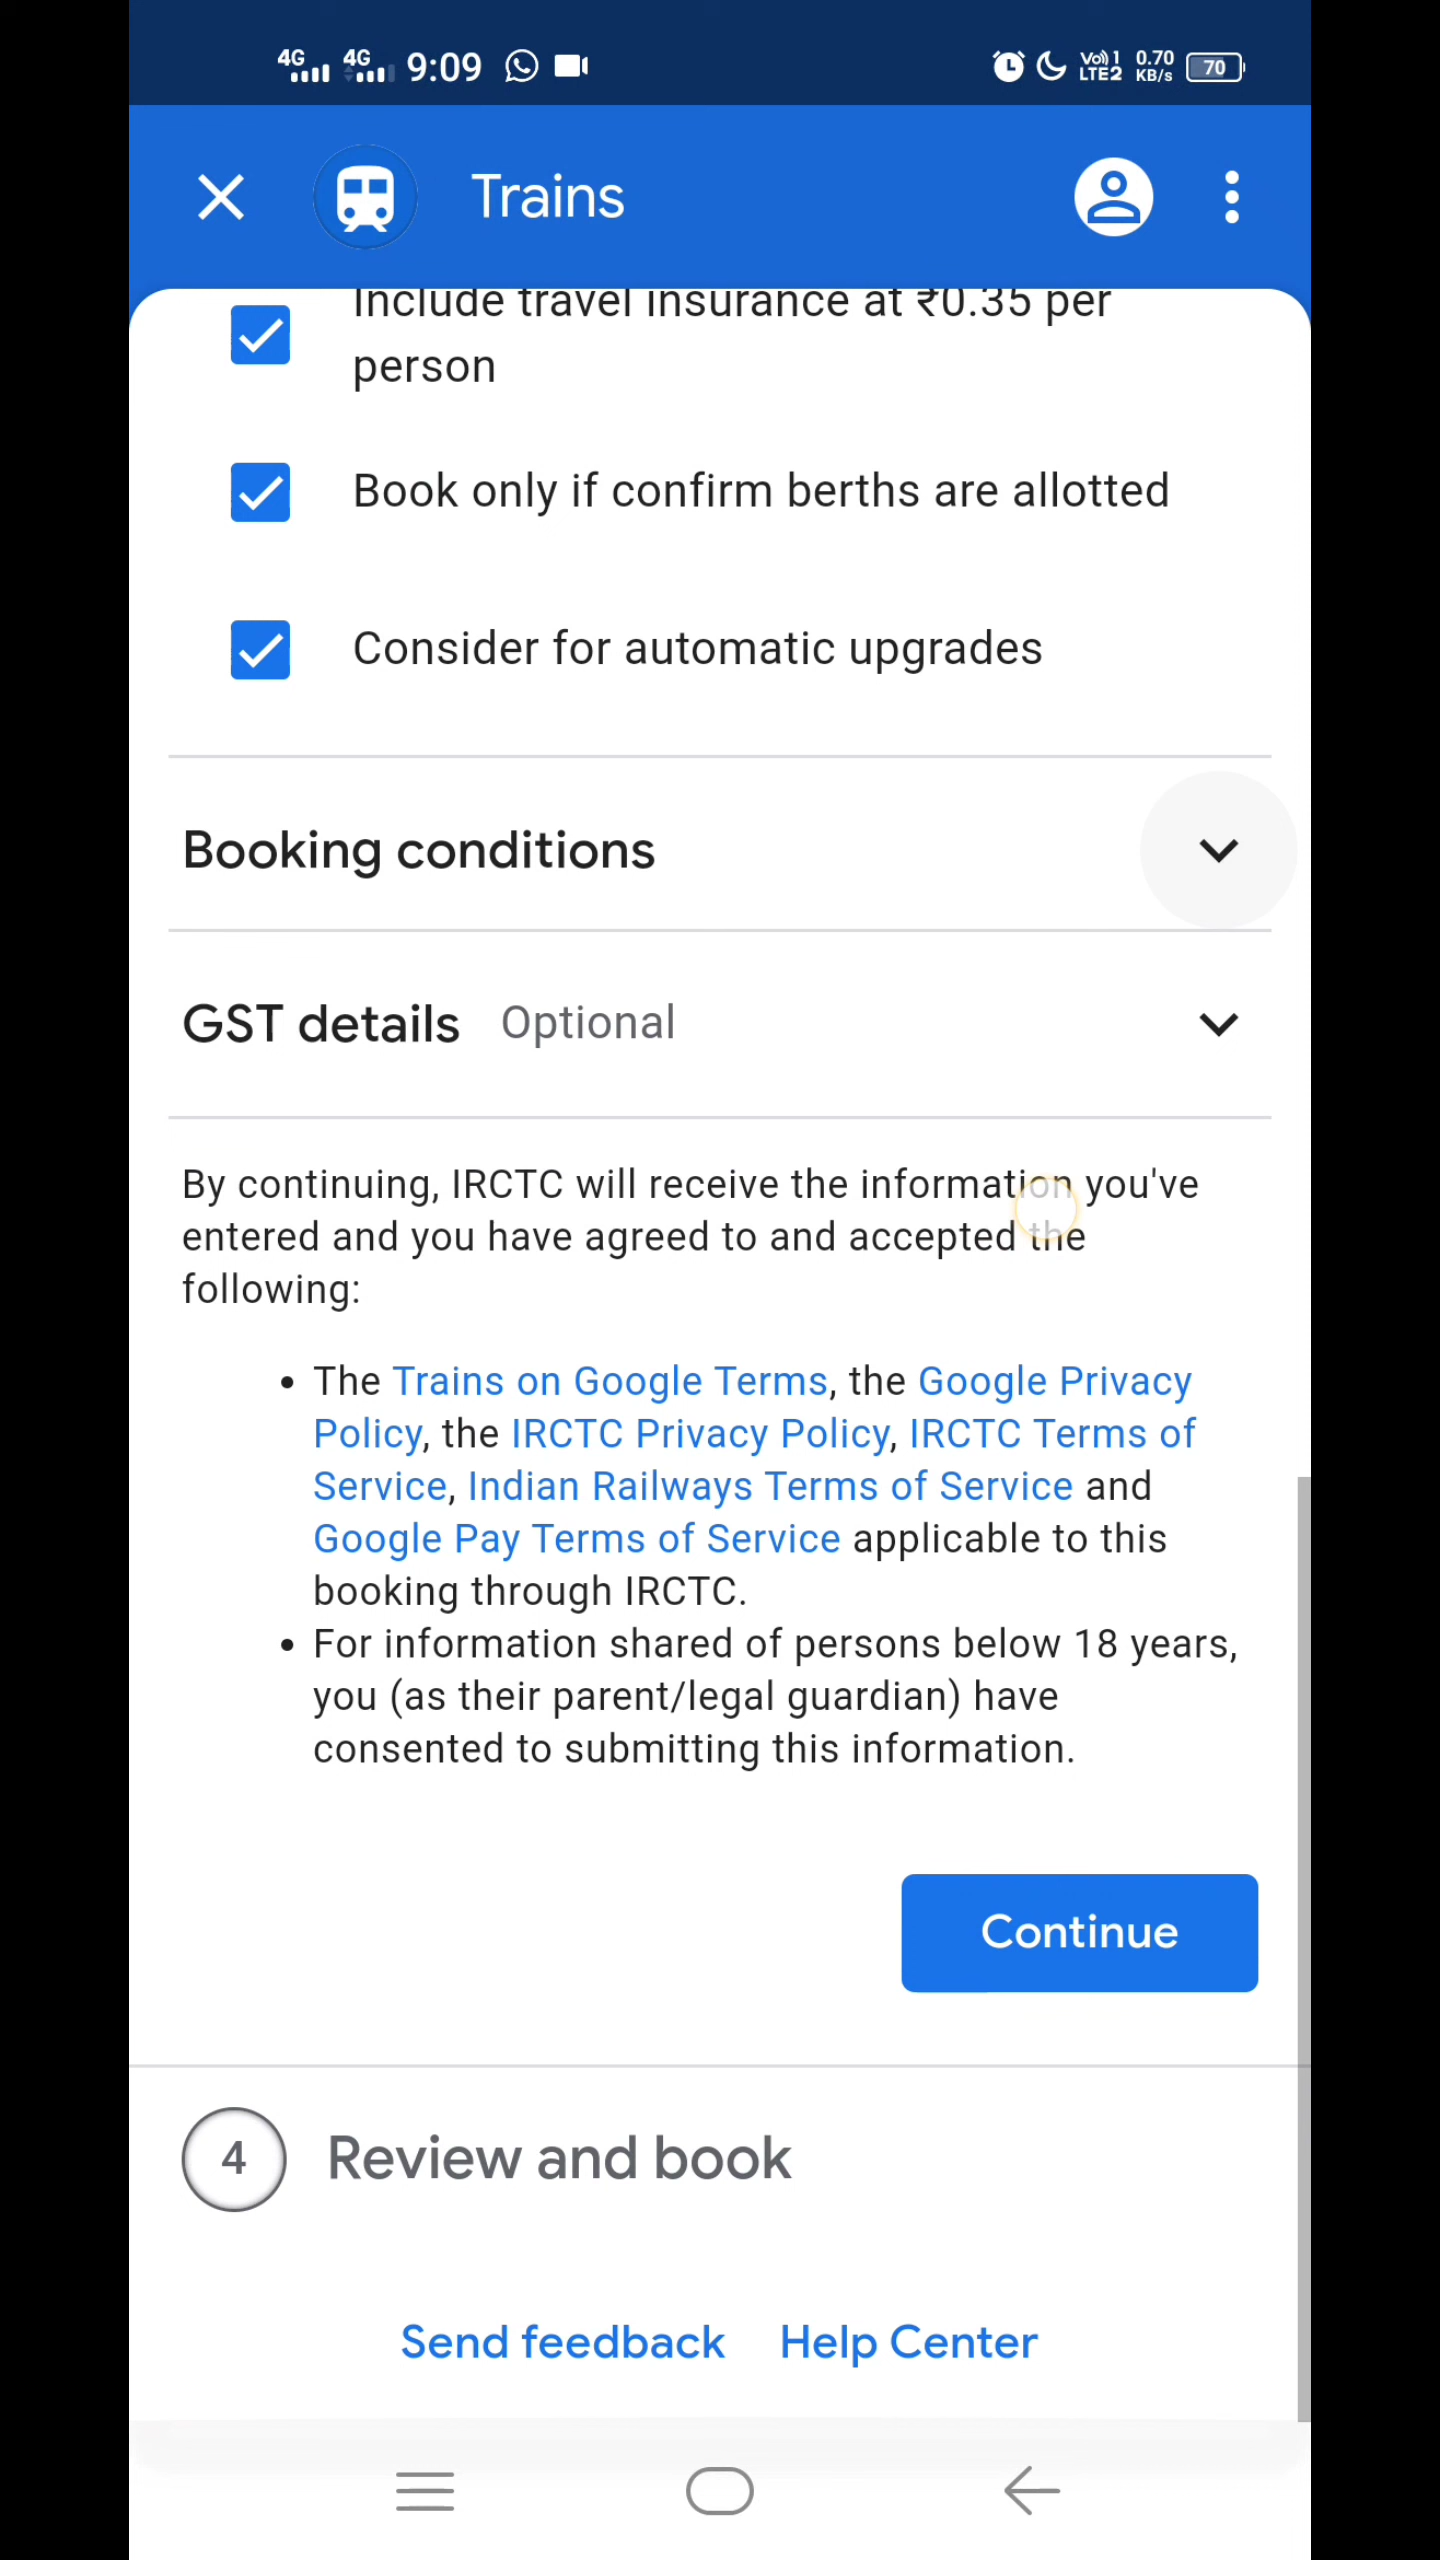 4G 4G 9:09 Vo)) 1 LTE2 0.70 KB/s 70
Trains
Include travel insurance at ₹0.35 per
person
Book only if confirm berths are allotted
Consider for automatic upgrades
Booking conditions
GST details Optional
By continuing, IRCTC will receive the information you've
entered and you have agreed to and accepted the
following:
• The Trains on Google Terms, the Google Privacy
Policy, the IRCTC Privacy Policy, IRCTC Terms of
Service, Indian Railways Terms of Service and
Google Pay Terms of Service applicable to this
booking through IRCTC.
• For information shared of persons below 18 years,
you (as their parent/legal guardian) have
consented to submitting this information.
Continue
4 Review and book
Send feedback Help Center